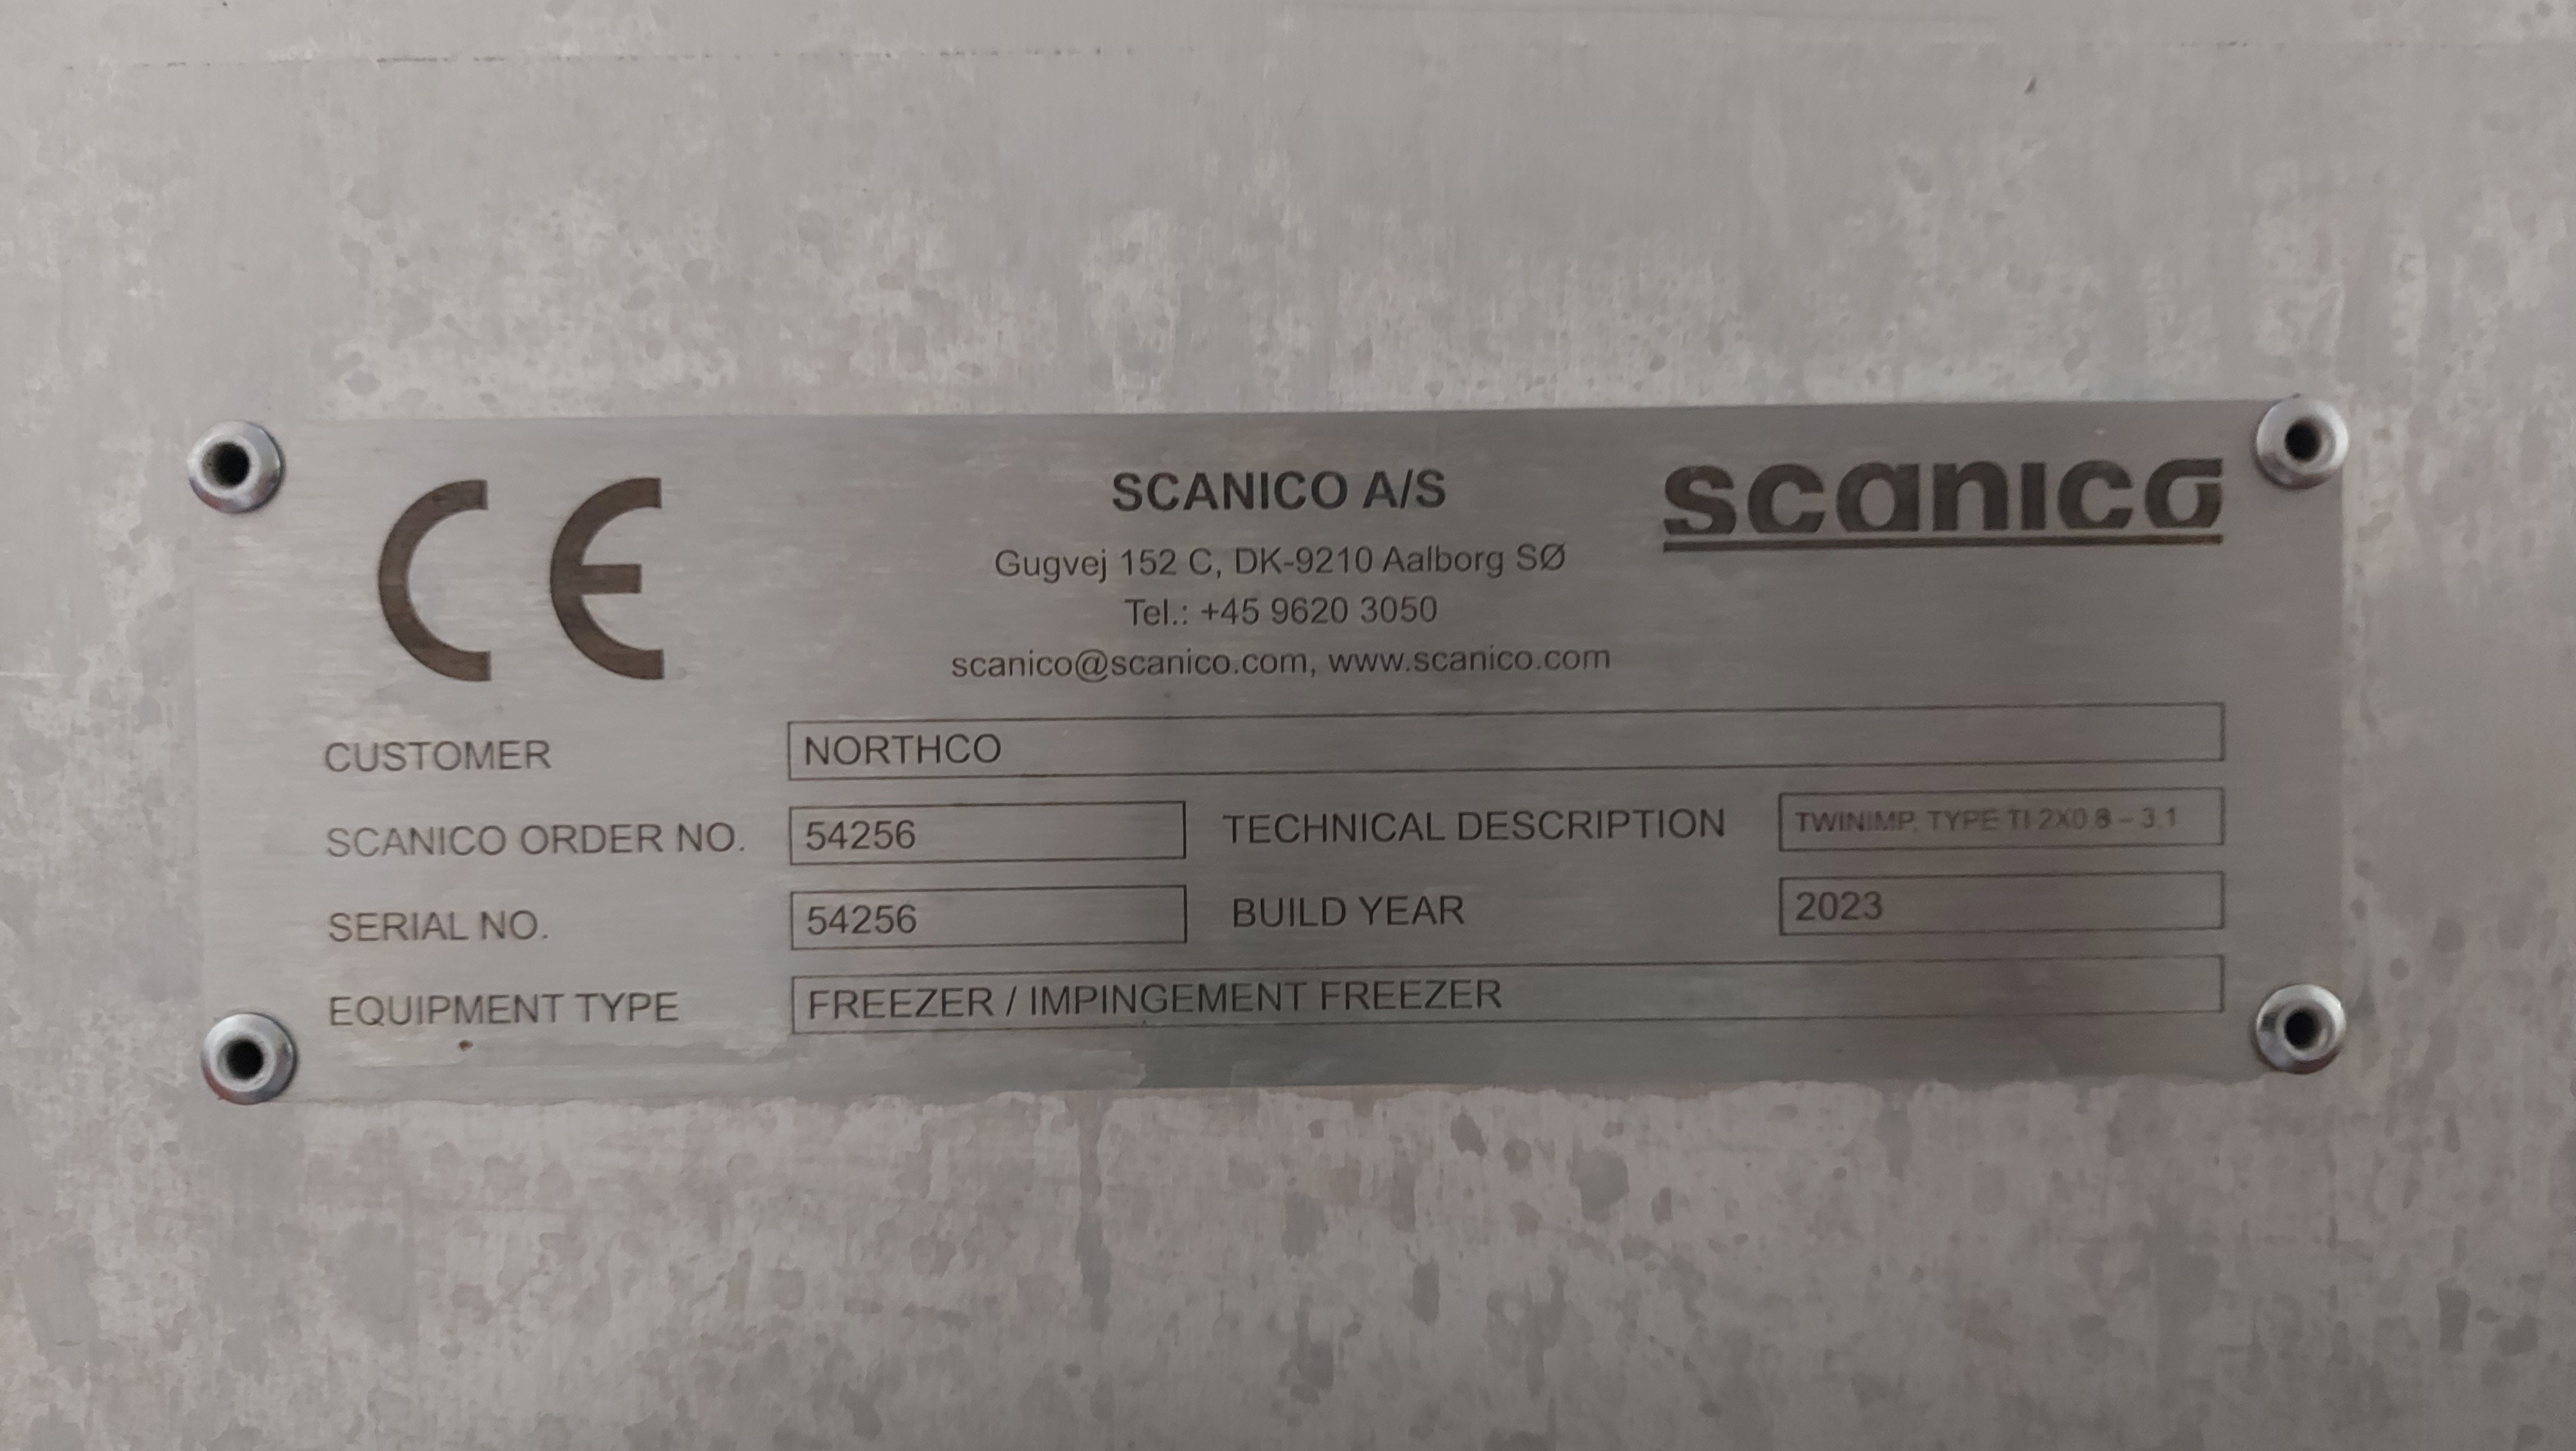 CE
SCANICO A/S
scanico
Gugvej 152 C, DK-9210 Aalborg SØ
Tel.: +45 9620 3050
scanico@scanico.com, www.scanico.com
CUSTOMER NORTHCO
SCANICO ORDER NO. 54256 TECHNICAL DESCRIPTION TWINIMP. TYPE TI 2X0.8 – 3.1
SERIAL NO. 54256 BUILD YEAR 2023
EQUIPMENT TYPE FREEZER / IMPINGEMENT FREEZER